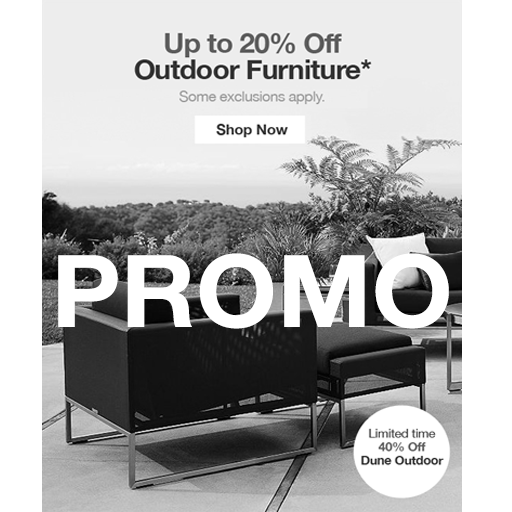 Up to 20% Off
Outdoor Furniture*
Some exclusions apply.
Shop Now
PROMO
Limited time
40% Off
Dune Outdoor